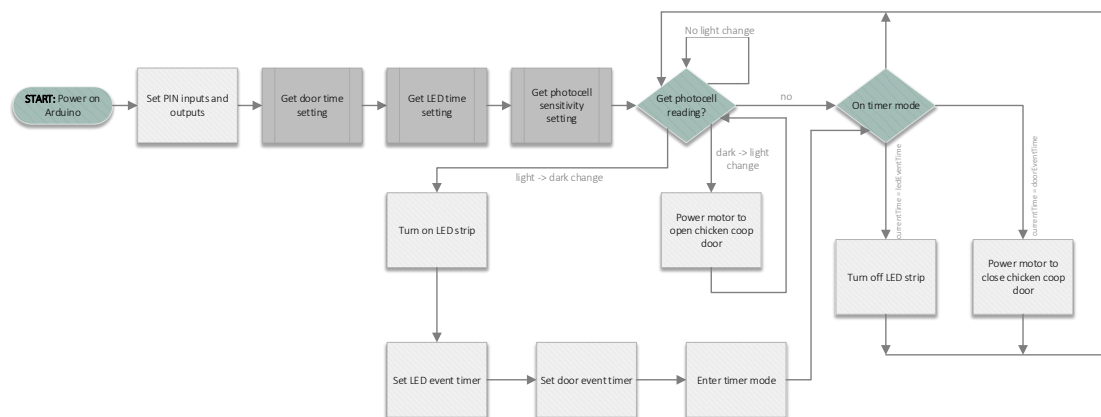 No light change
START: Power on
Arduino
Set PIN inputs and
outputs
Get door time
setting
Get LED time
setting
Get photocell
sensitivity
setting
Get photocell
reading?
no
On timer mode
light -> dark change
dark -> light
change
currentTime = ledEventTime
currentTime = doorEventTime
Turn on LED strip
Power motor to
open chicken coop
door
Turn off LED strip
Power motor to
close chicken coop
door
Set LED event timer
Set door event timer
Enter timer mode